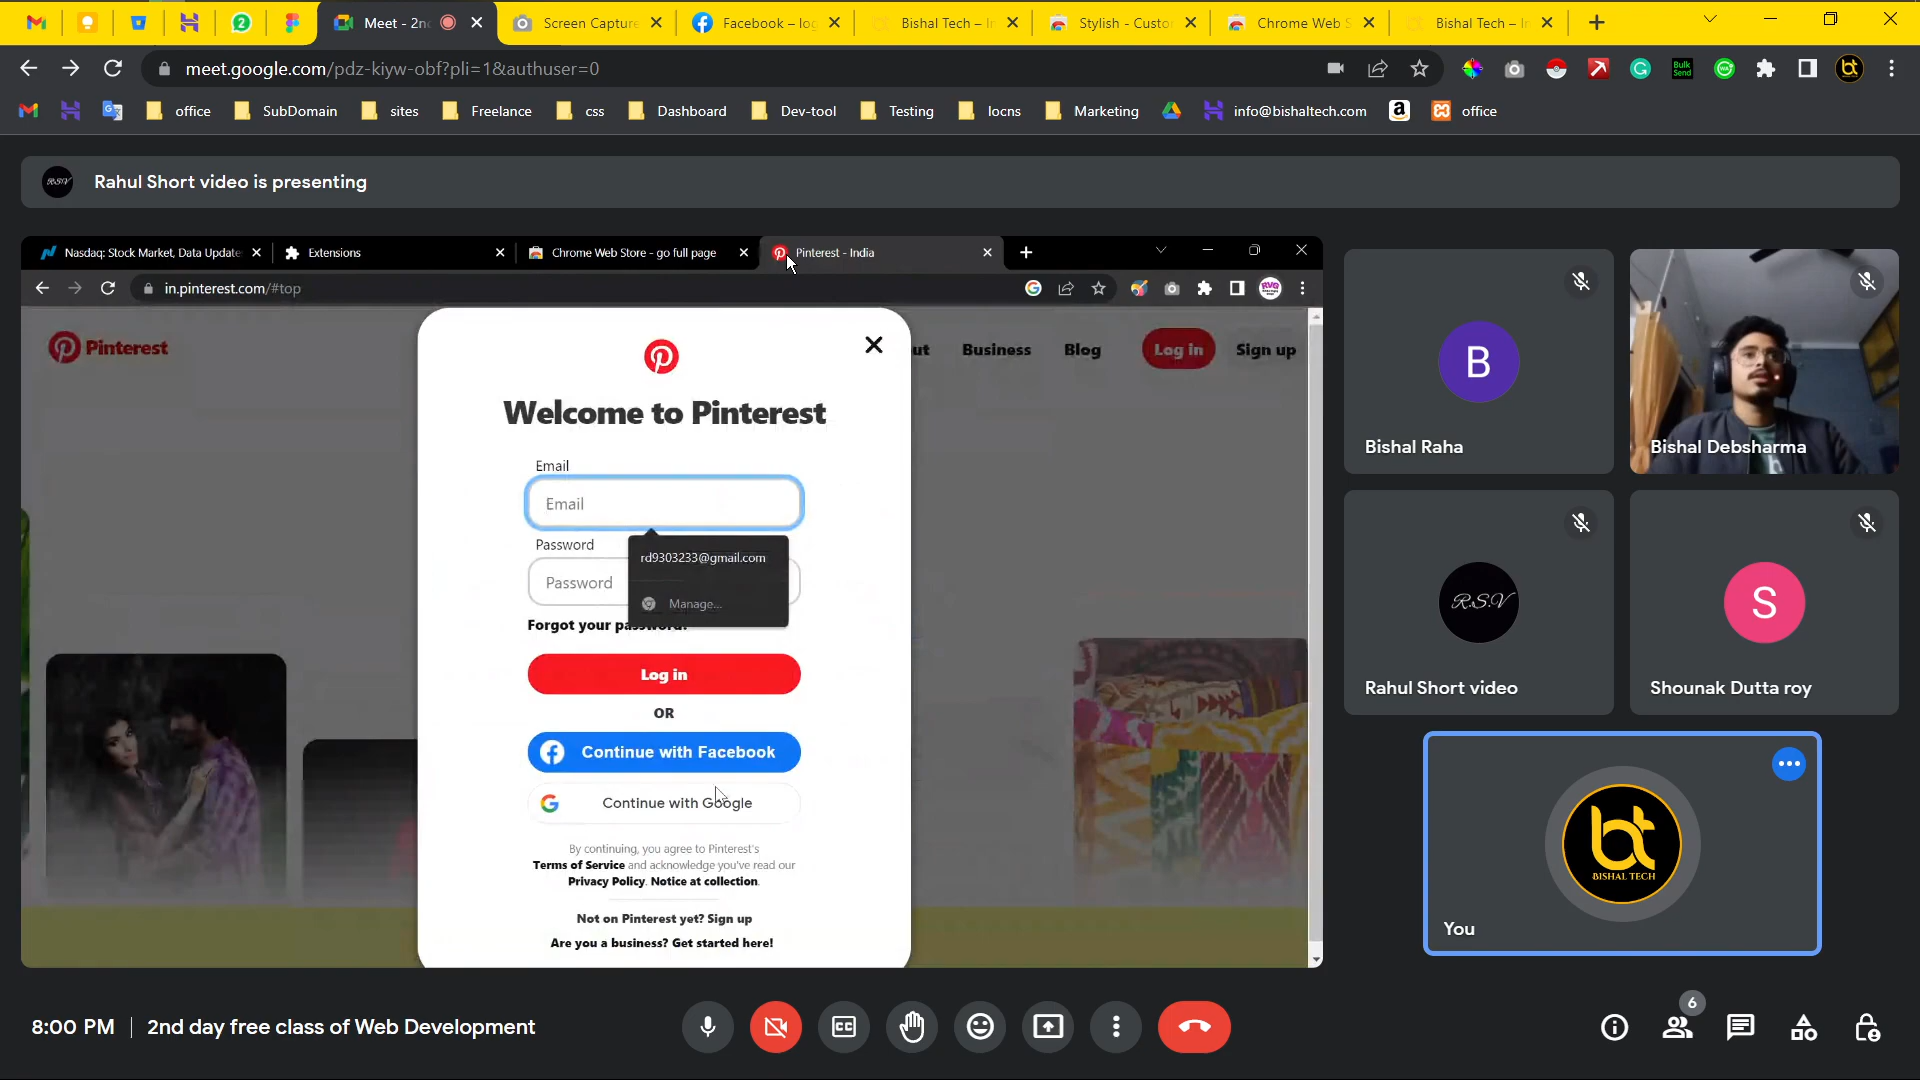 Meet - 2nd
Screen Capture
Facebook – log
Bishal Tech – In
Stylish - Custo
Chrome Web S
Bishal Tech – In
meet.google.com/pdz-kiyw-obf?pli=1&authuser=0
office
SubDomain
sites
Freelance
css
Dashboard
Dev-tool
Testing
locns
Marketing
info@bishaltech.com
office
Rahul Short video is presenting
Nasdaq: Stock Market, Data Update
Extensions
Chrome Web Store - go full page
Pinterest - India
in.pinterest.com/#top
Pinterest
ut
Business
Blog
Log in
Sign up
Welcome to Pinterest
Email
Email
Password
Password
rd9303233@gmail.com
Manage...
Forgot your password?
Log in
OR
Continue with Facebook
Continue with Google
By continuing, you agree to Pinterest's
Terms of Service and acknowledge you've read our
Privacy Policy. Notice at collection.
Not on Pinterest yet? Sign up
Are you a business? Get started here!
B
Bishal Raha
Bishal Debsharma
R.S.V
Rahul Short video
S
Shounak Dutta roy
bt
BISHAL TECH
You
8:00 PM
2nd day free class of Web Development
6